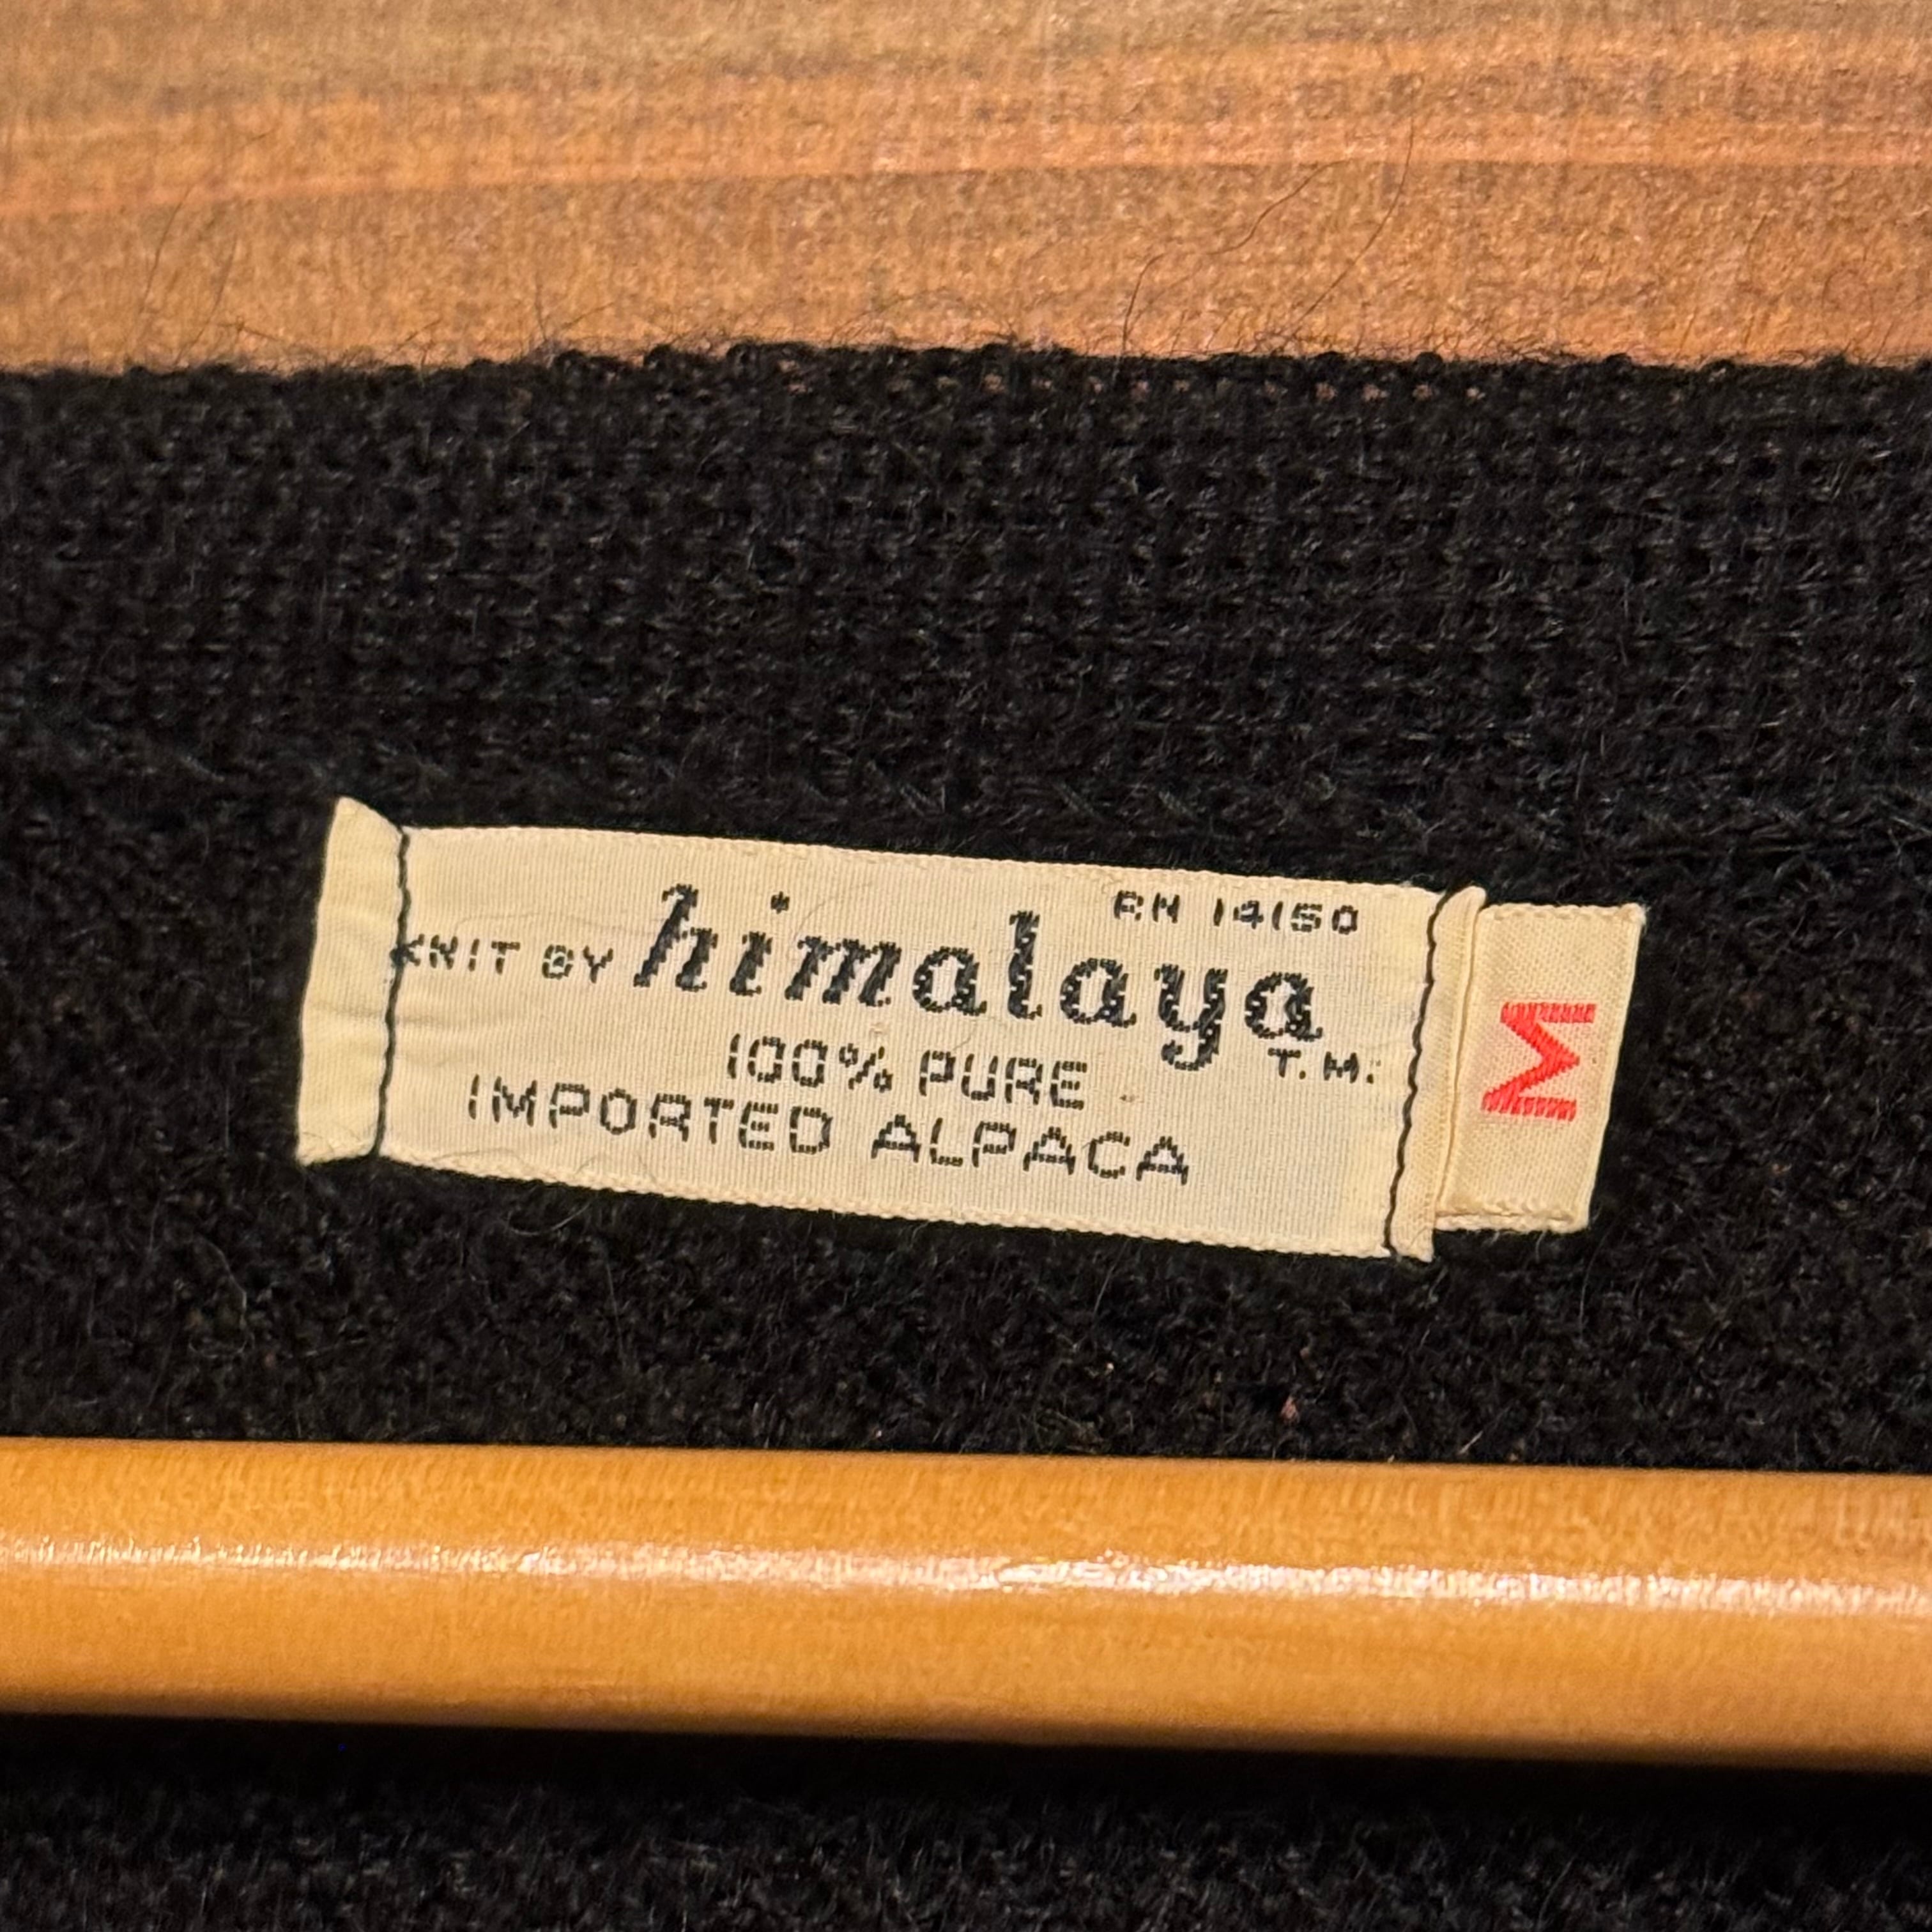 RN 14150
KNIT BY himalaya
T.M.
100% PURE
IMPORTED ALPACA
M